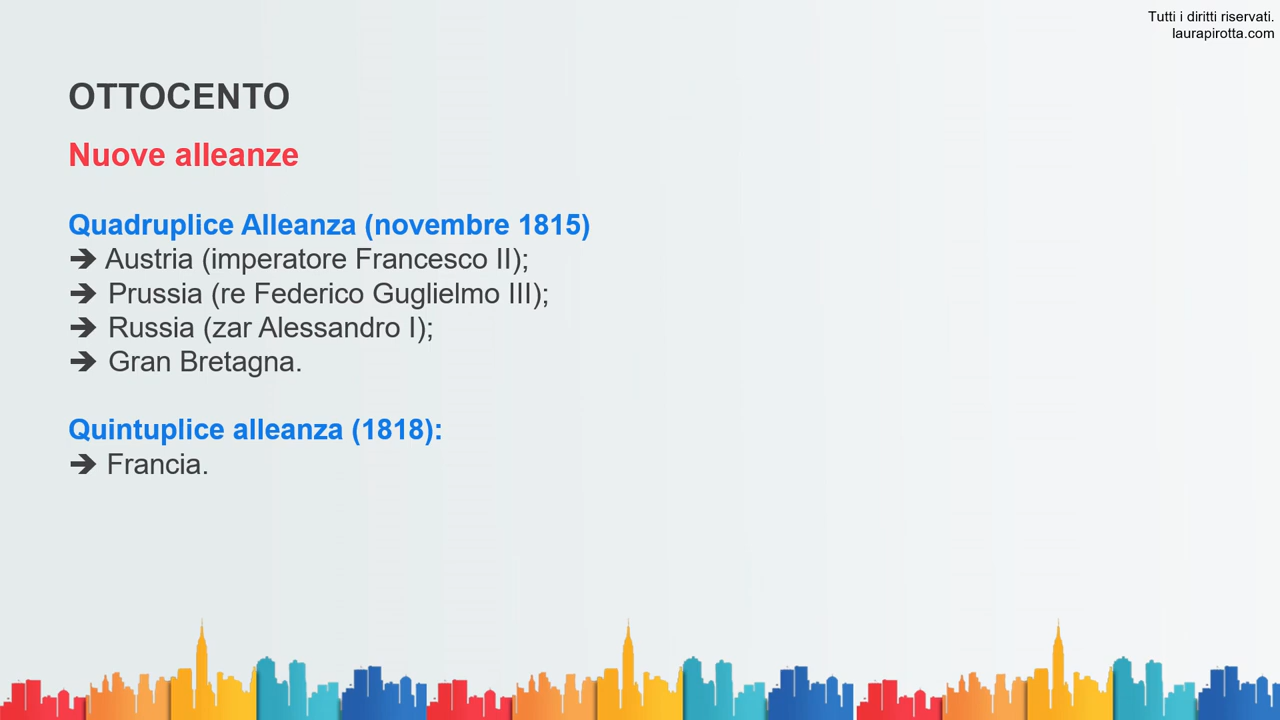 Tutti i diritti riservati.
laurapirotta.com
OTTOCENTO
Nuove alleanze
Quadruplice Alleanza (novembre 1815)
➔ Austria (imperatore Francesco II);
➔ Prussia (re Federico Guglielmo III);
➔ Russia (zar Alessandro I);
➔ Gran Bretagna.
Quintuplice alleanza (1818):
➔ Francia.